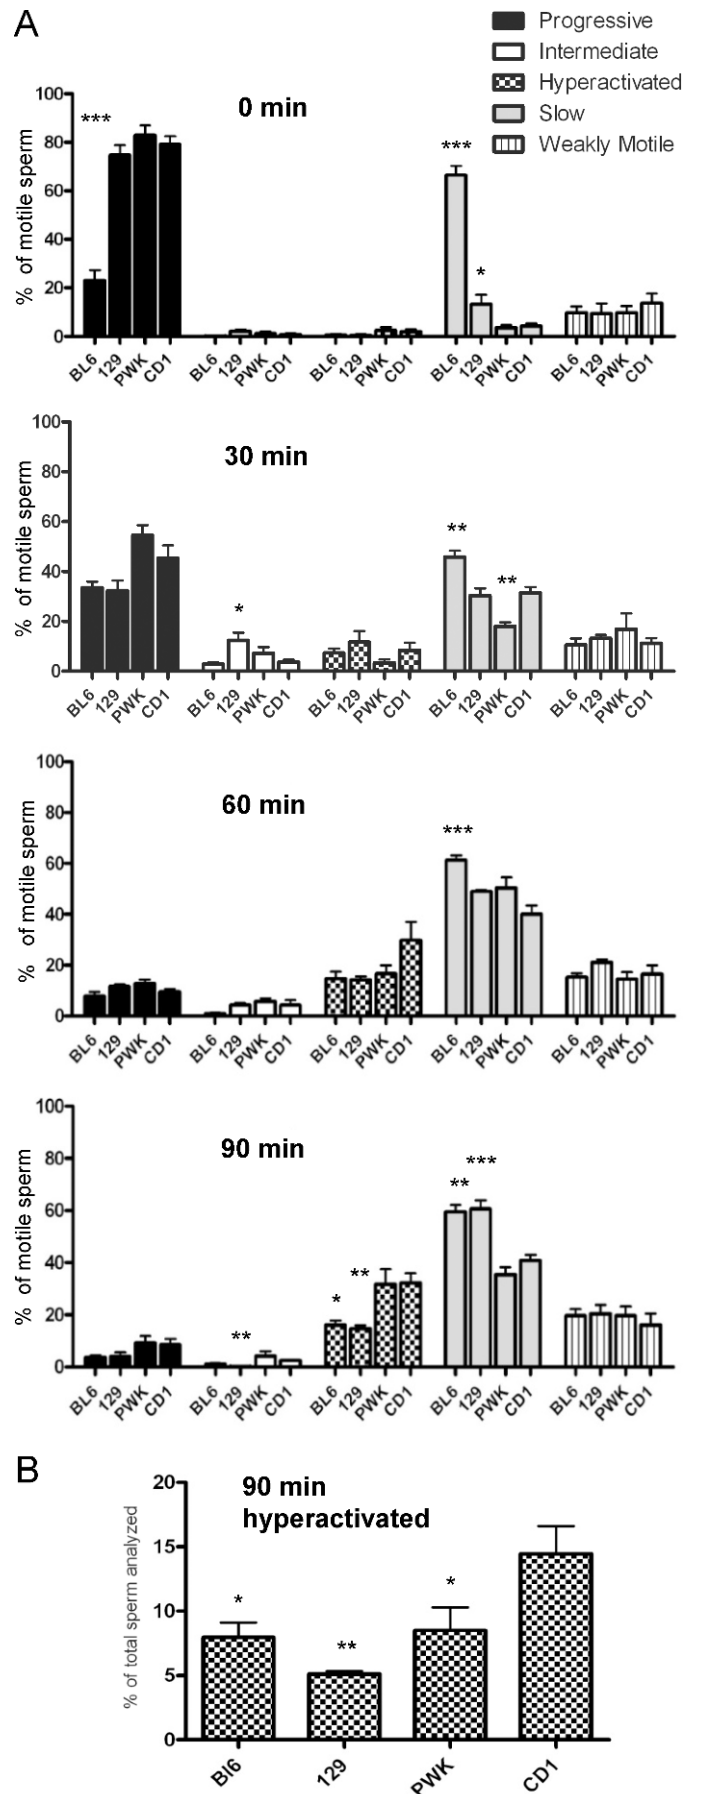 A
Progressive
Intermediate
Hyperactivated
Slow
Weakly Motile
0 min
% of motile sperm
100
80
60
40
20
0
***
***
*
BL6 129 PWK CD1 BL6 129 PWK CD1 BL6 129 PWK CD1 BL6 129 PWK CD1 BL6 129 PWK CD1
30 min
% of motile sperm
100
80
60
40
20
0
*
**
**
BL6 129 PWK CD1 BL6 129 PWK CD1 BL6 129 PWK CD1 BL6 129 PWK CD1 BL6 129 PWK CD1
60 min
% of motile sperm
100
80
60
40
20
0
***
BL6 129 PWK CD1 BL6 129 PWK CD1 BL6 129 PWK CD1 BL6 129 PWK CD1 BL6 129 PWK CD1
90 min
% of motile sperm
100
80
60
40
20
0
**
*
**
**
***
BL6 129 PWK CD1 BL6 129 PWK CD1 BL6 129 PWK CD1 BL6 129 PWK CD1 BL6 129 PWK CD1
B
90 min
hyperactivated
% of total sperm analyzed
20
15
10
5
0
*
**
*
Bl6 129 PWK CD1